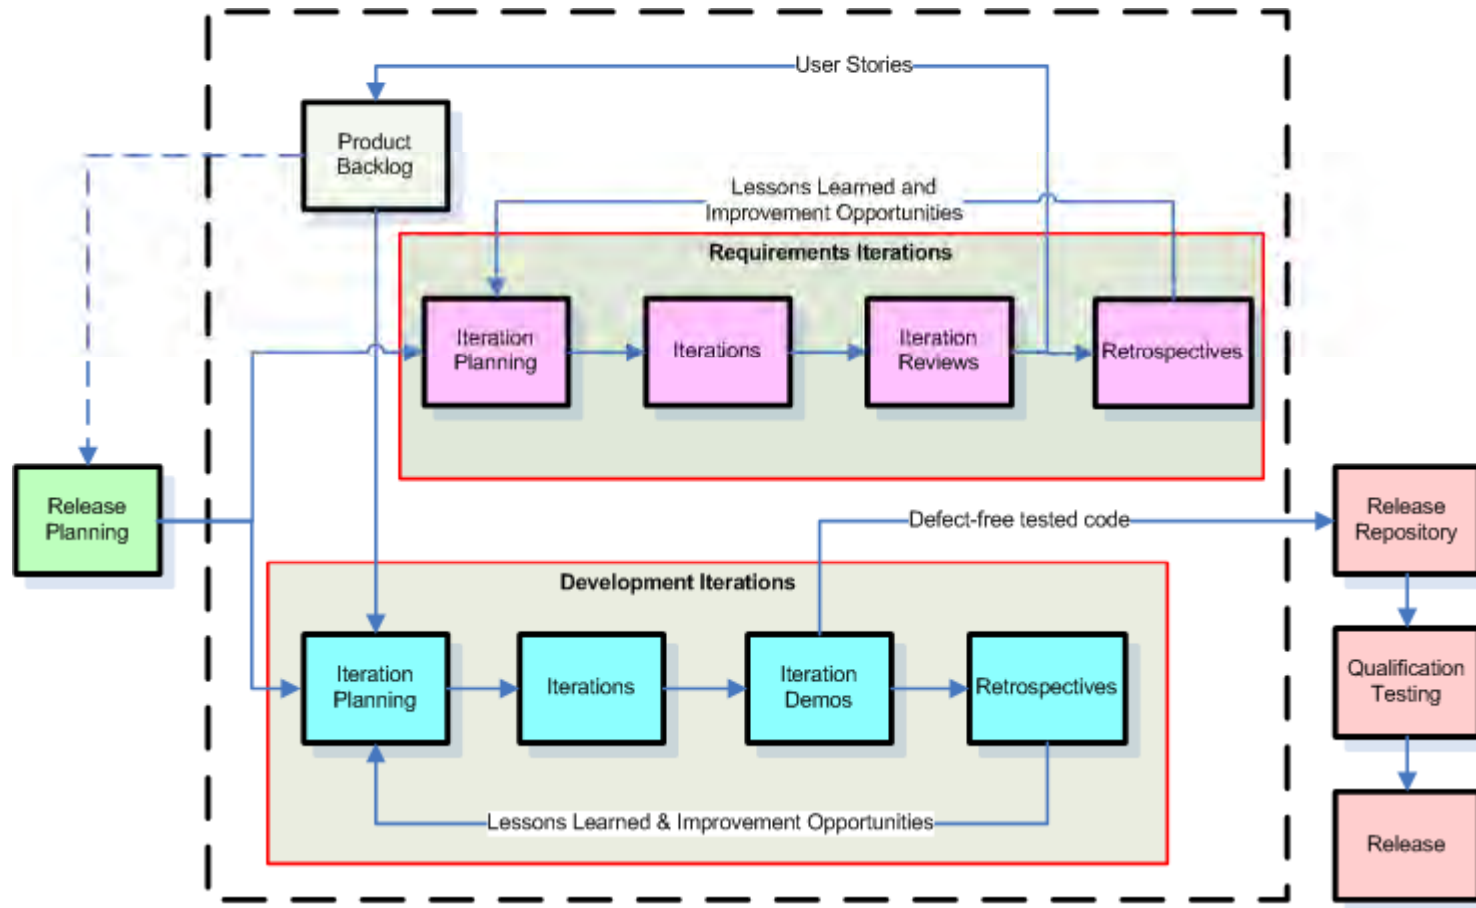 User Stories
Product
Backlog
Lessons Learned and
Improvement Opportunities
Requirements Iterations
Iteration
Planning
Iterations
Iteration
Reviews
Retrospectives
Release
Planning
Defect-free tested code
Release
Repository
Development Iterations
Iteration
Planning
Iterations
Iteration
Demos
Retrospectives
Qualification
Testing
Lessons Learned & Improvement Opportunities
Release